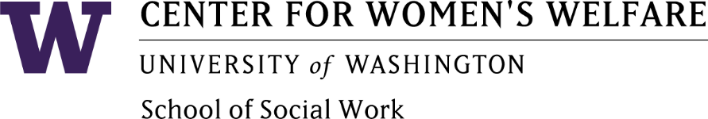 W
CENTER FOR WOMEN'S WELFARE
UNIVERSITY of WASHINGTON
School of Social Work